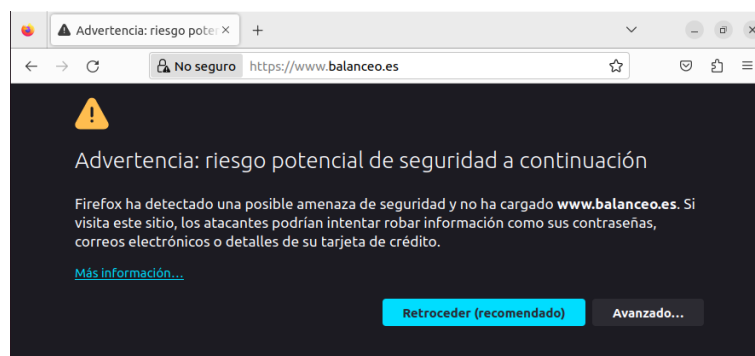 Advertencia: riesgo poter
No seguro https://www.balanceo.es
Advertencia: riesgo potencial de seguridad a continuación
Firefox ha detectado una posible amenaza de seguridad y no ha cargado www.balanceo.es. Si
visita este sitio, los atacantes podrían intentar robar información como sus contraseñas,
correos electrónicos o detalles de su tarjeta de crédito.
Más información...
Retroceder (recomendado) Avanzado...